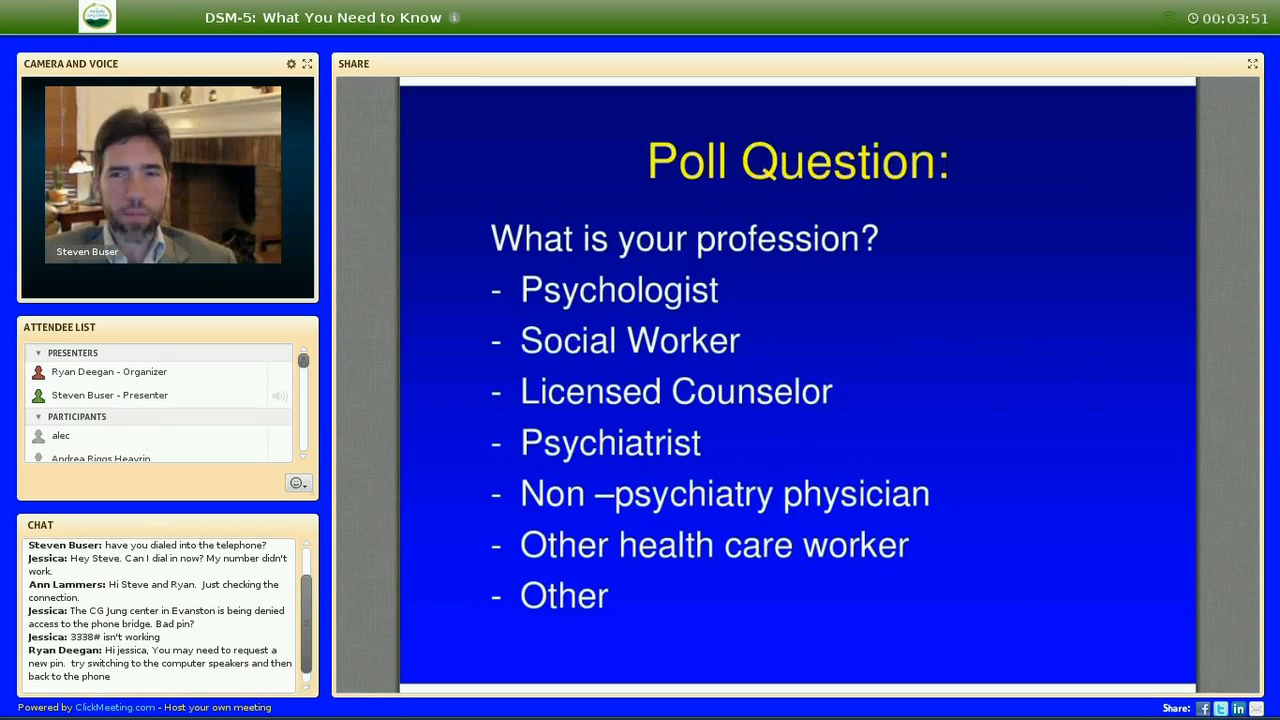 DSM-5: What You Need to Know
00:03:51
CAMERA AND VOICE
Steven Buser
ATTENDEE LIST
PRESENTERS
Ryan Deegan - Organizer
Steven Buser - Presenter
PARTICIPANTS
alec
Andrea Riggs Heavrin
CHAT
Steven Buser: have you dialed into the telephone?
Jessica: Hey Steve. Can I dial in now? My number didn't
work.
Ann Lammers: Hi Steve and Ryan. Just checking the
connection.
Jessica: The CG Jung center in Evanston is being denied
access to the phone bridge. Bad pin?
Jessica: 3338# isn't working
Ryan Deegan: Hi jessica, You may need to request a
new pin. try switching to the computer speakers and then
back to the phone
SHARE
Poll Question:
What is your profession?
- Psychologist
- Social Worker
- Licensed Counselor
- Psychiatrist
- Non –psychiatry physician
- Other health care worker
- Other
Powered by ClickMeeting.com - Host your own meeting
Share: